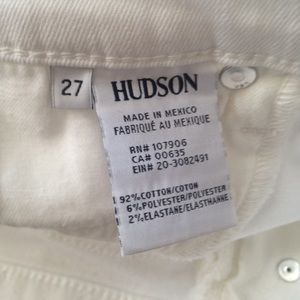 27
HUDSON
MADE IN MEXICO
FABRIQUÉ AU MEXIQUE
RN# 107906
CA# 00635
EIN# 20-3082491
92%COTTON/COTON
6%POLYESTER/POLYESTER
2%ELASTANE/ELASTHANNE